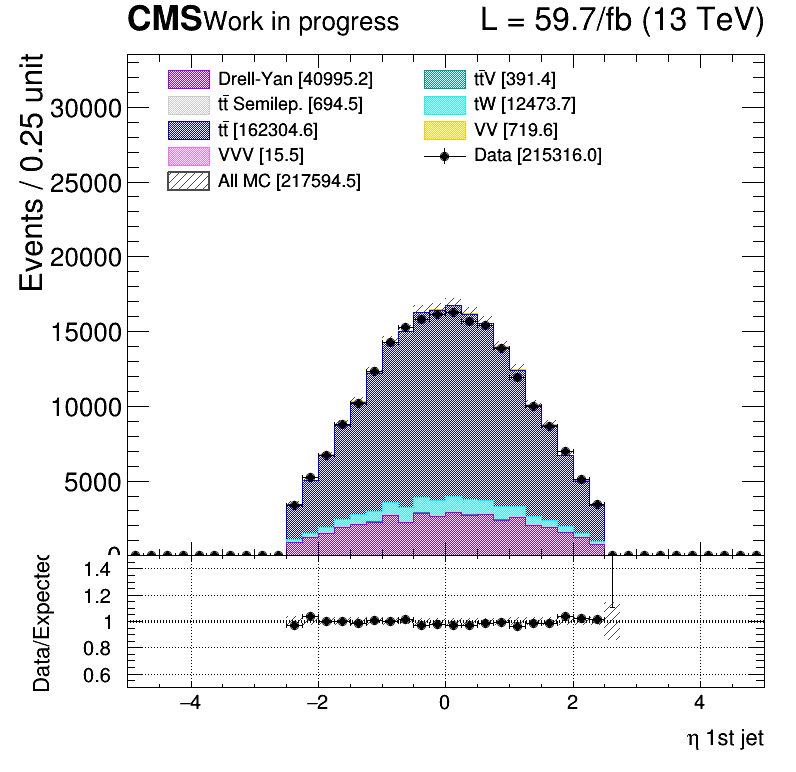 CMS Work in progress L = 59.7/fb (13 TeV)
Events / 0.25 unit
Drell-Yan [40995.2]
tt̄ Semilep. [694.5]
tt̄ [162304.6]
VVV [15.5]
All MC [217594.5]
tt̄V [391.4]
tW [12473.7]
VV [719.6]
Data [215316.0]
30000
25000
20000
15000
10000
5000
0
Data/Expected
1.4
1.2
1
0.8
0.6
−4 −2 0 2 4
η 1st jet